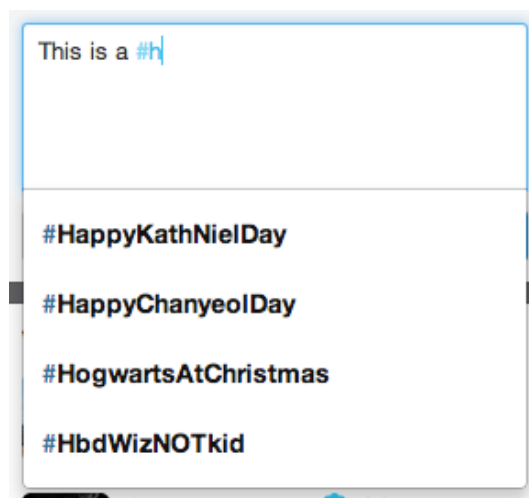 This is a #h
#HappyKathNielDay
#HappyChanyeolDay
#HogwartsAtChristmas
#HbdWizNOTkid